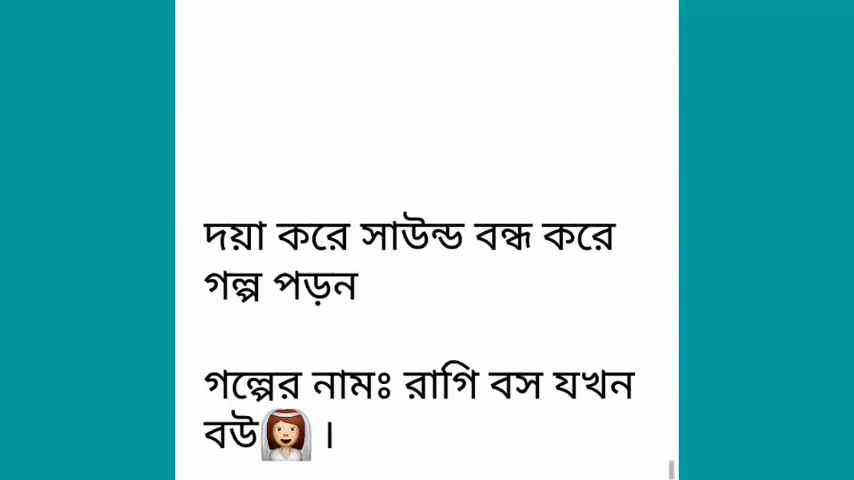 দয়া করে সাউন্ড বন্ধ করে
গল্প পড়ন
গল্পের নামঃ রাগি বস যখন
বউ👰।